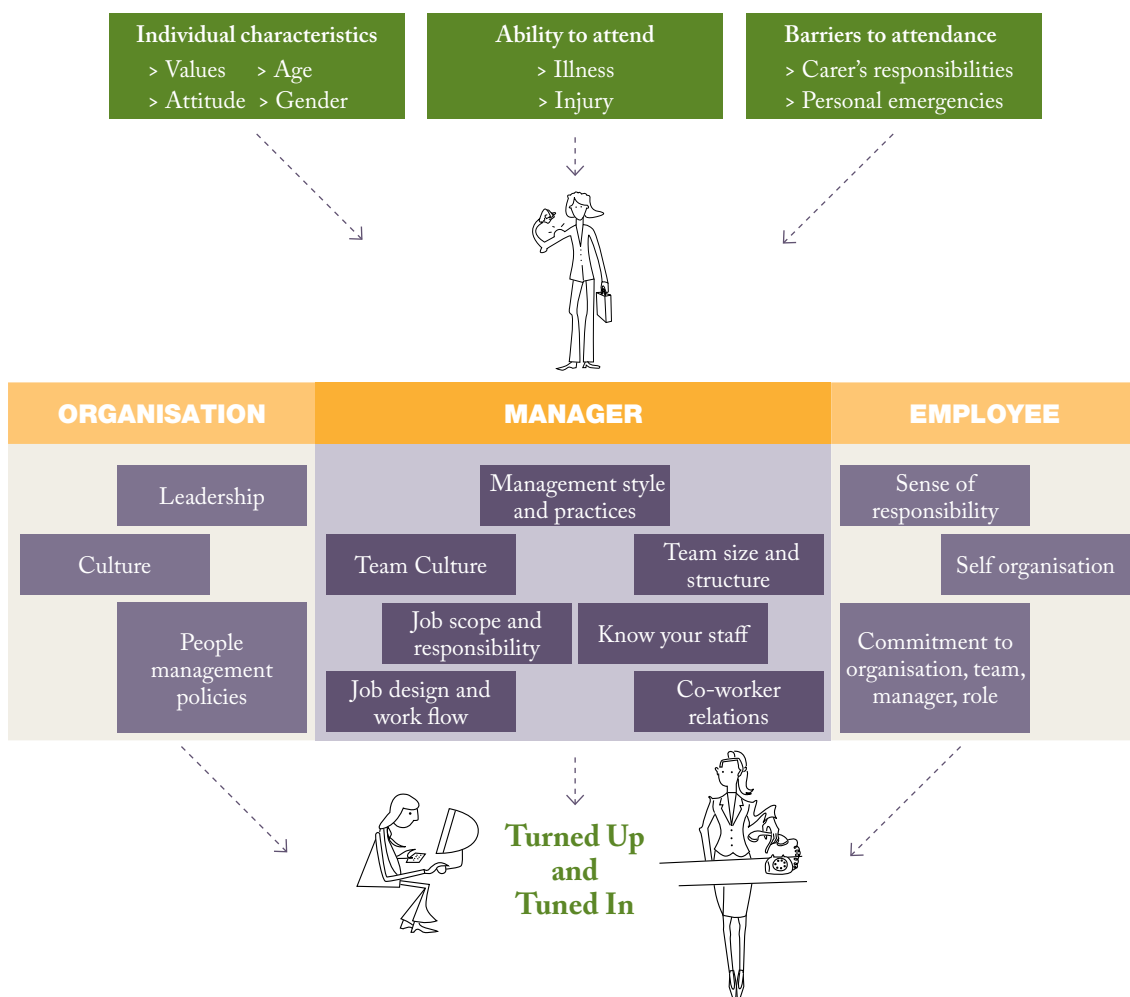 Individual characteristics
> Values > Age
> Attitude > Gender
Ability to attend
> Illness
> Injury
Barriers to attendance
> Carer's responsibilities
> Personal emergencies
ORGANISATION
Leadership
Culture
People
management
policies
MANAGER
Management style
and practices
Team Culture
Team size and
structure
Job scope and
responsibility
Know your staff
Job design and
work flow
Co-worker
relations
EMPLOYEE
Sense of
responsibility
Self organisation
Commitment to
organisation, team,
manager, role
Turned Up
and
Tuned In